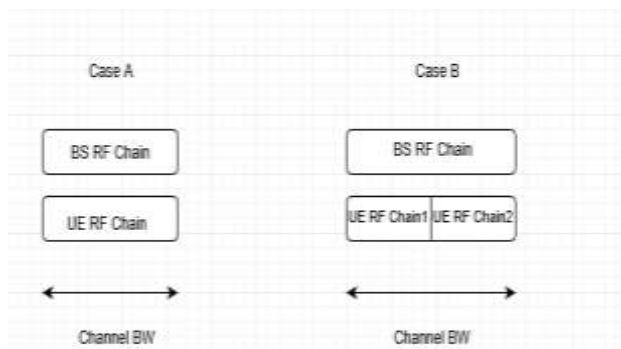 Case A
Case B
BS RF Chain
BS RF Chain
UE RF Chain
UE RF Chain1
UE RF Chain2
Channel BW
Channel BW